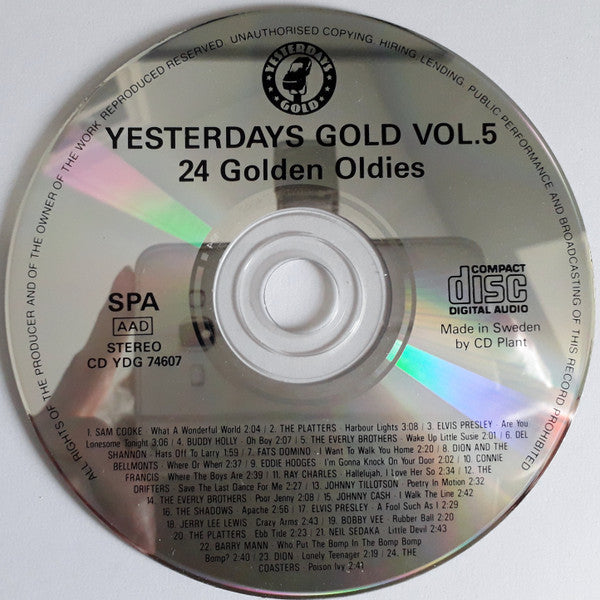 ALL RIGHTS OF THE PRODUCER AND OF THE OWNER OF THE WORK REPRODUCED RESERVED. UNAUTHORISED COPYING, HIRING, LENDING, PUBLIC PERFORMANCE AND BROADCASTING OF THIS RECORD PROHIBITED
YESTERDAYS
GOLD
YESTERDAYS GOLD VOL.5
24 Golden Oldies
SPA
AAD
STEREO
CD YDG 74607
COMPACT
disc
DIGITAL AUDIO
Made in Sweden
by CD Plant
1. SAM COOKE · What A Wonderful World 2:04 / 2. THE PLATTERS · Harbour Lights 3:08 / 3. ELVIS PRESLEY · Are You
Lonesome Tonight 3:06 / 4. BUDDY HOLLY · Oh Boy 2:07 / 5. THE EVERLY BROTHERS · Wake Up Little Susie 2:01 / 6. DEL
SHANNON · Hats Off To Larry 1:59 / 7. FATS DOMINO · I Want To Walk You Home 2:20 / 8. DION AND THE
BELLMONTS · Where Or When 2:37 / 9. EDDIE HODGES · I'm Gonna Knock On Your Door 2:02 / 10. CONNIE
FRANCIS · Where The Boys Are 2:39 / 11. RAY CHARLES · Hallelujah, I Love Her So 2:34 / 12. THE
DRIFTERS · Save The Last Dance For Me 2:27 / 13. JOHNNY TILLOTSON · Poetry In Motion 2:32
14. THE EVERLY BROTHERS · Poor Jenny 2:08 / 15. JOHNNY CASH · I Walk The Line 2:42
16. THE SHADOWS · Apache 2:56 / 17. ELVIS PRESLEY · A Fool Such As I 2:29
18. JERRY LEE LEWIS · Crazy Arms 2:43 / 19. BOBBY VEE · Rubber Ball 2:20
20. THE PLATTERS · Ebb Tide 2:23 / 21. NEIL SEDAKA · Little Devil 2:43
22. BARRY MANN · Who Put The Bomp In The Bomp Bomp
Bomp? 2:40 / 23. DION · Lonely Teenager 2:19 / 24. THE
COASTERS · Poison Ivy 2:41